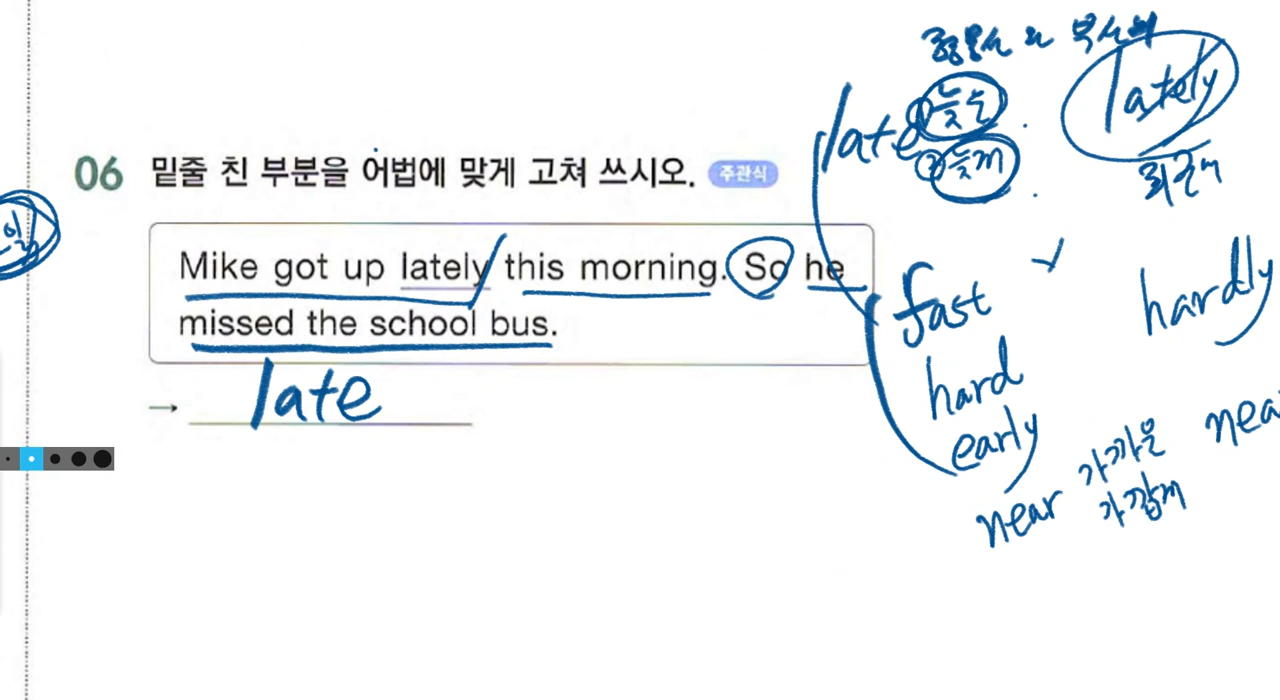 형용사 와 부사의
late ① 늦은 lately
② 늦게 최근에
06 밑줄 친 부분을 어법에 맞게 고쳐 쓰시오. 주관식
Mike got up lately this morning. So he
missed the school bus.
→ late
fast hardly
hard
early
near 가까운
가깝게